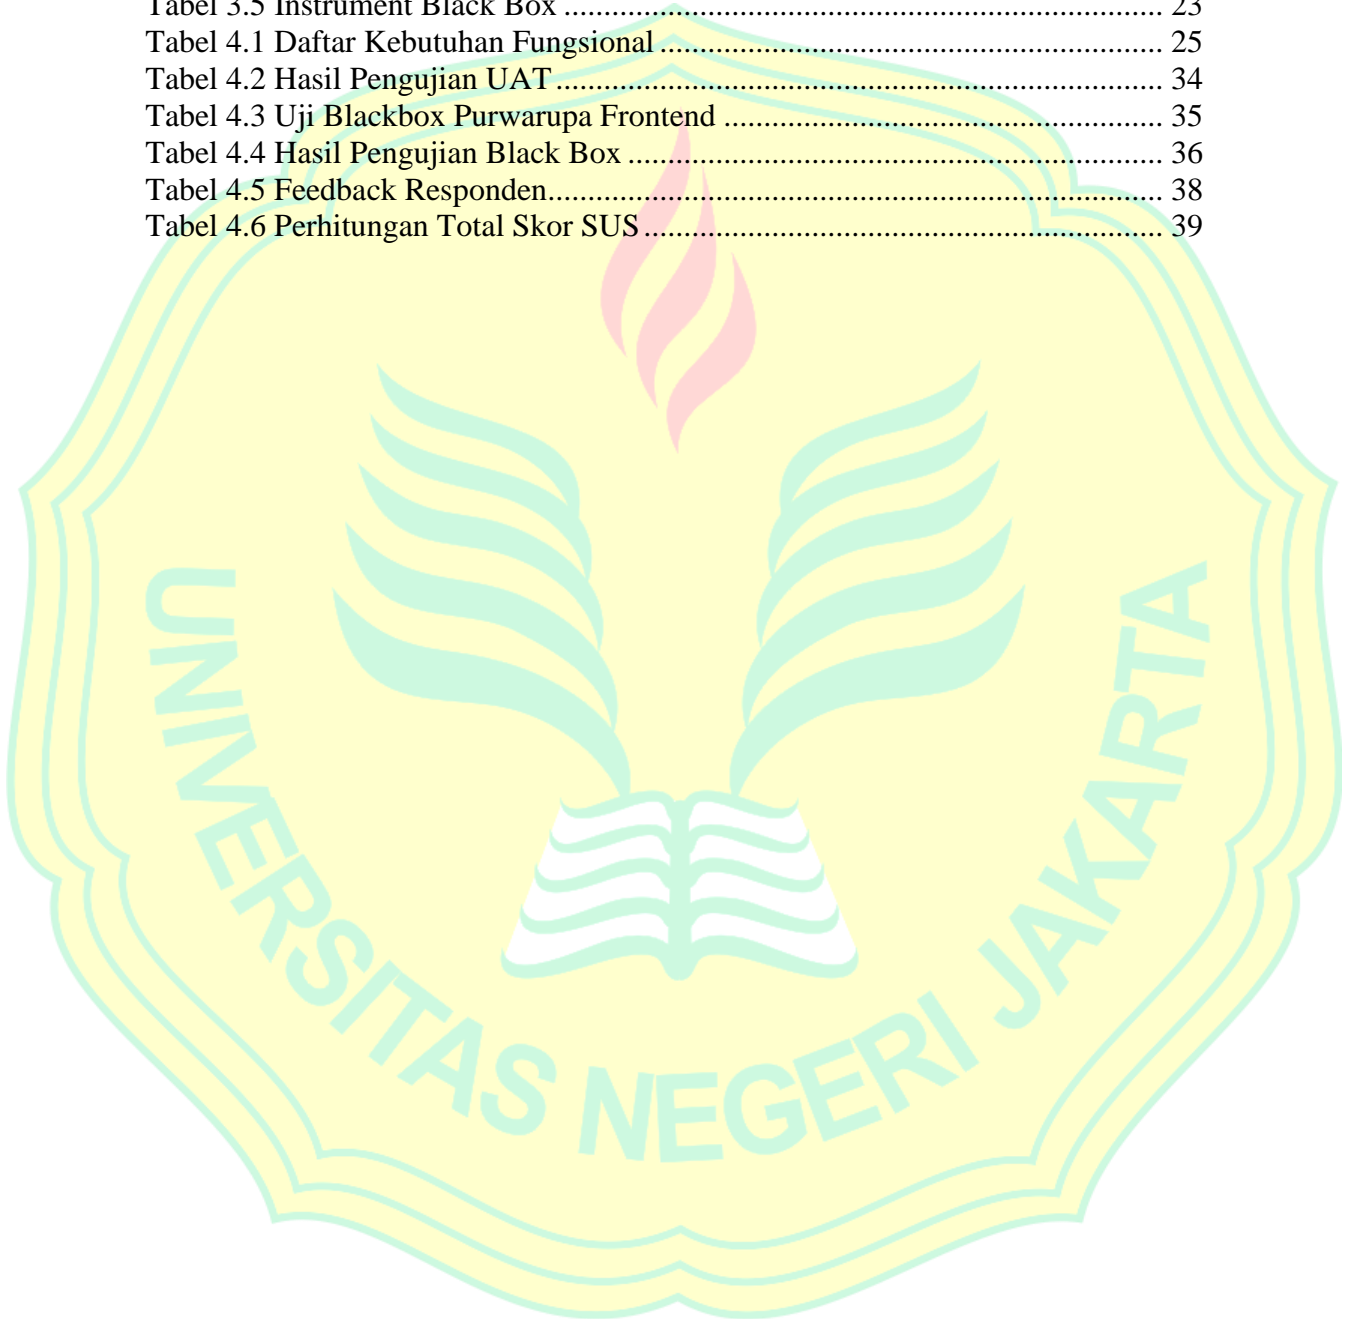 Tabel 3.5 Instrument Black Box ........................................................................... 23
Tabel 4.1 Daftar Kebutuhan Fungsional ............................................................... 25
Tabel 4.2 Hasil Pengujian UAT ............................................................................ 34
Tabel 4.3 Uji Blackbox Purwarupa Frontend ....................................................... 35
Tabel 4.4 Hasil Pengujian Black Box ................................................................... 36
Tabel 4.5 Feedback Responden............................................................................. 38
Tabel 4.6 Perhitungan Total Skor SUS ................................................................. 39
UNIVERSITAS NEGERI JAKARTA